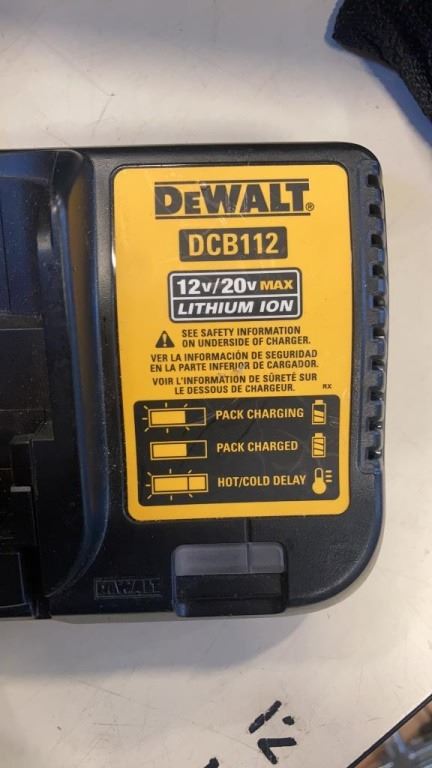 DEWALT®
DCB112
12v/20v MAX
LITHIUM ION
SEE SAFETY INFORMATION
ON UNDERSIDE OF CHARGER.
VER LA INFORMACIÓN DE SEGURIDAD
EN LA PARTE INFERIOR DE CARGADOR.
VOIR L'INFORMATION DE SÛRETÉ SUR
LE DESSOUS DE CHARGEUR. RX
PACK CHARGING
PACK CHARGED
HOT/COLD DELAY
DEWALT